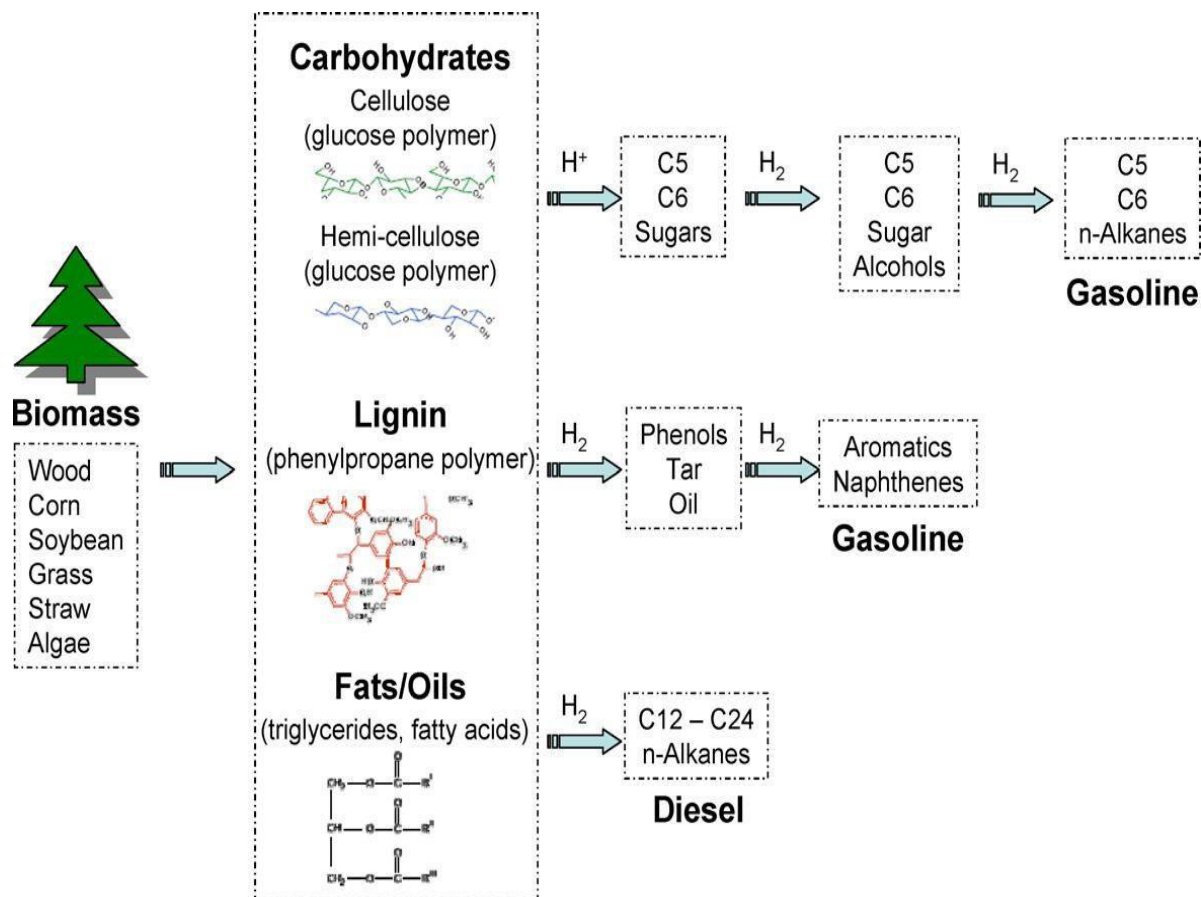 Carbohydrates
Cellulose
(glucose polymer)
Hemi-cellulose
(glucose polymer)
H⁺
C5
C6
Sugars
H₂
C5
C6
Sugar
Alcohols
H₂
C5
C6
n-Alkanes
Gasoline
Biomass
Wood
Corn
Soybean
Grass
Straw
Algae
Lignin
(phenylpropane polymer)
H₂
Phenols
Tar
Oil
H₂
Aromatics
Naphthenes
Gasoline
Fats/Oils
(triglycerides, fatty acids)
H₂
C12 – C24
n-Alkanes
Diesel